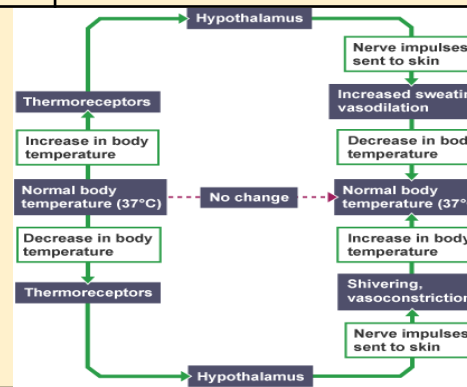 Hypothalamus
Nerve impulses
sent to skin
Thermoreceptors
Increased sweatin
vasodilation
Increase in body
temperature
Decrease in bod
temperature
Normal body
temperature (37°C)
No change
Normal body
temperature (37°
Decrease in body
temperature
Increase in body
temperature
Thermoreceptors
Shivering,
vasoconstriction
Nerve impulses
sent to skin
Hypothalamus